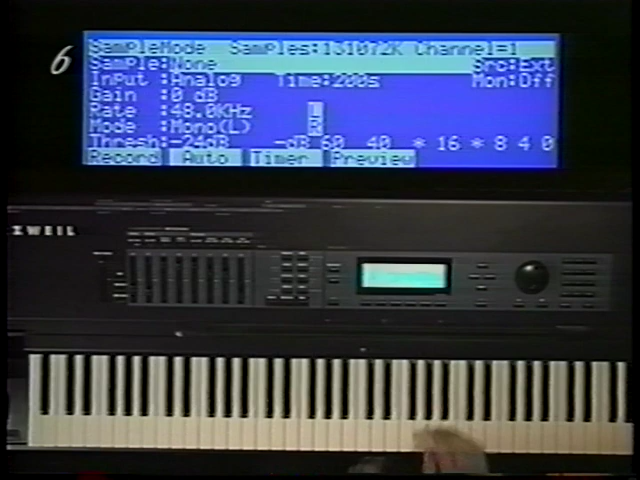 6
SampleMode Samples:131072K Channel=1
Sample:None Src:Ext
Input :Analog Time:200s Mon:Off
Gain :0 dB
Rate :48.0KHz L
Mode :Mono(L) R
Thresh:-24dB -dB 60 40 * 16 * 8 4 0
Record Auto Timer Preview
ZWEIL